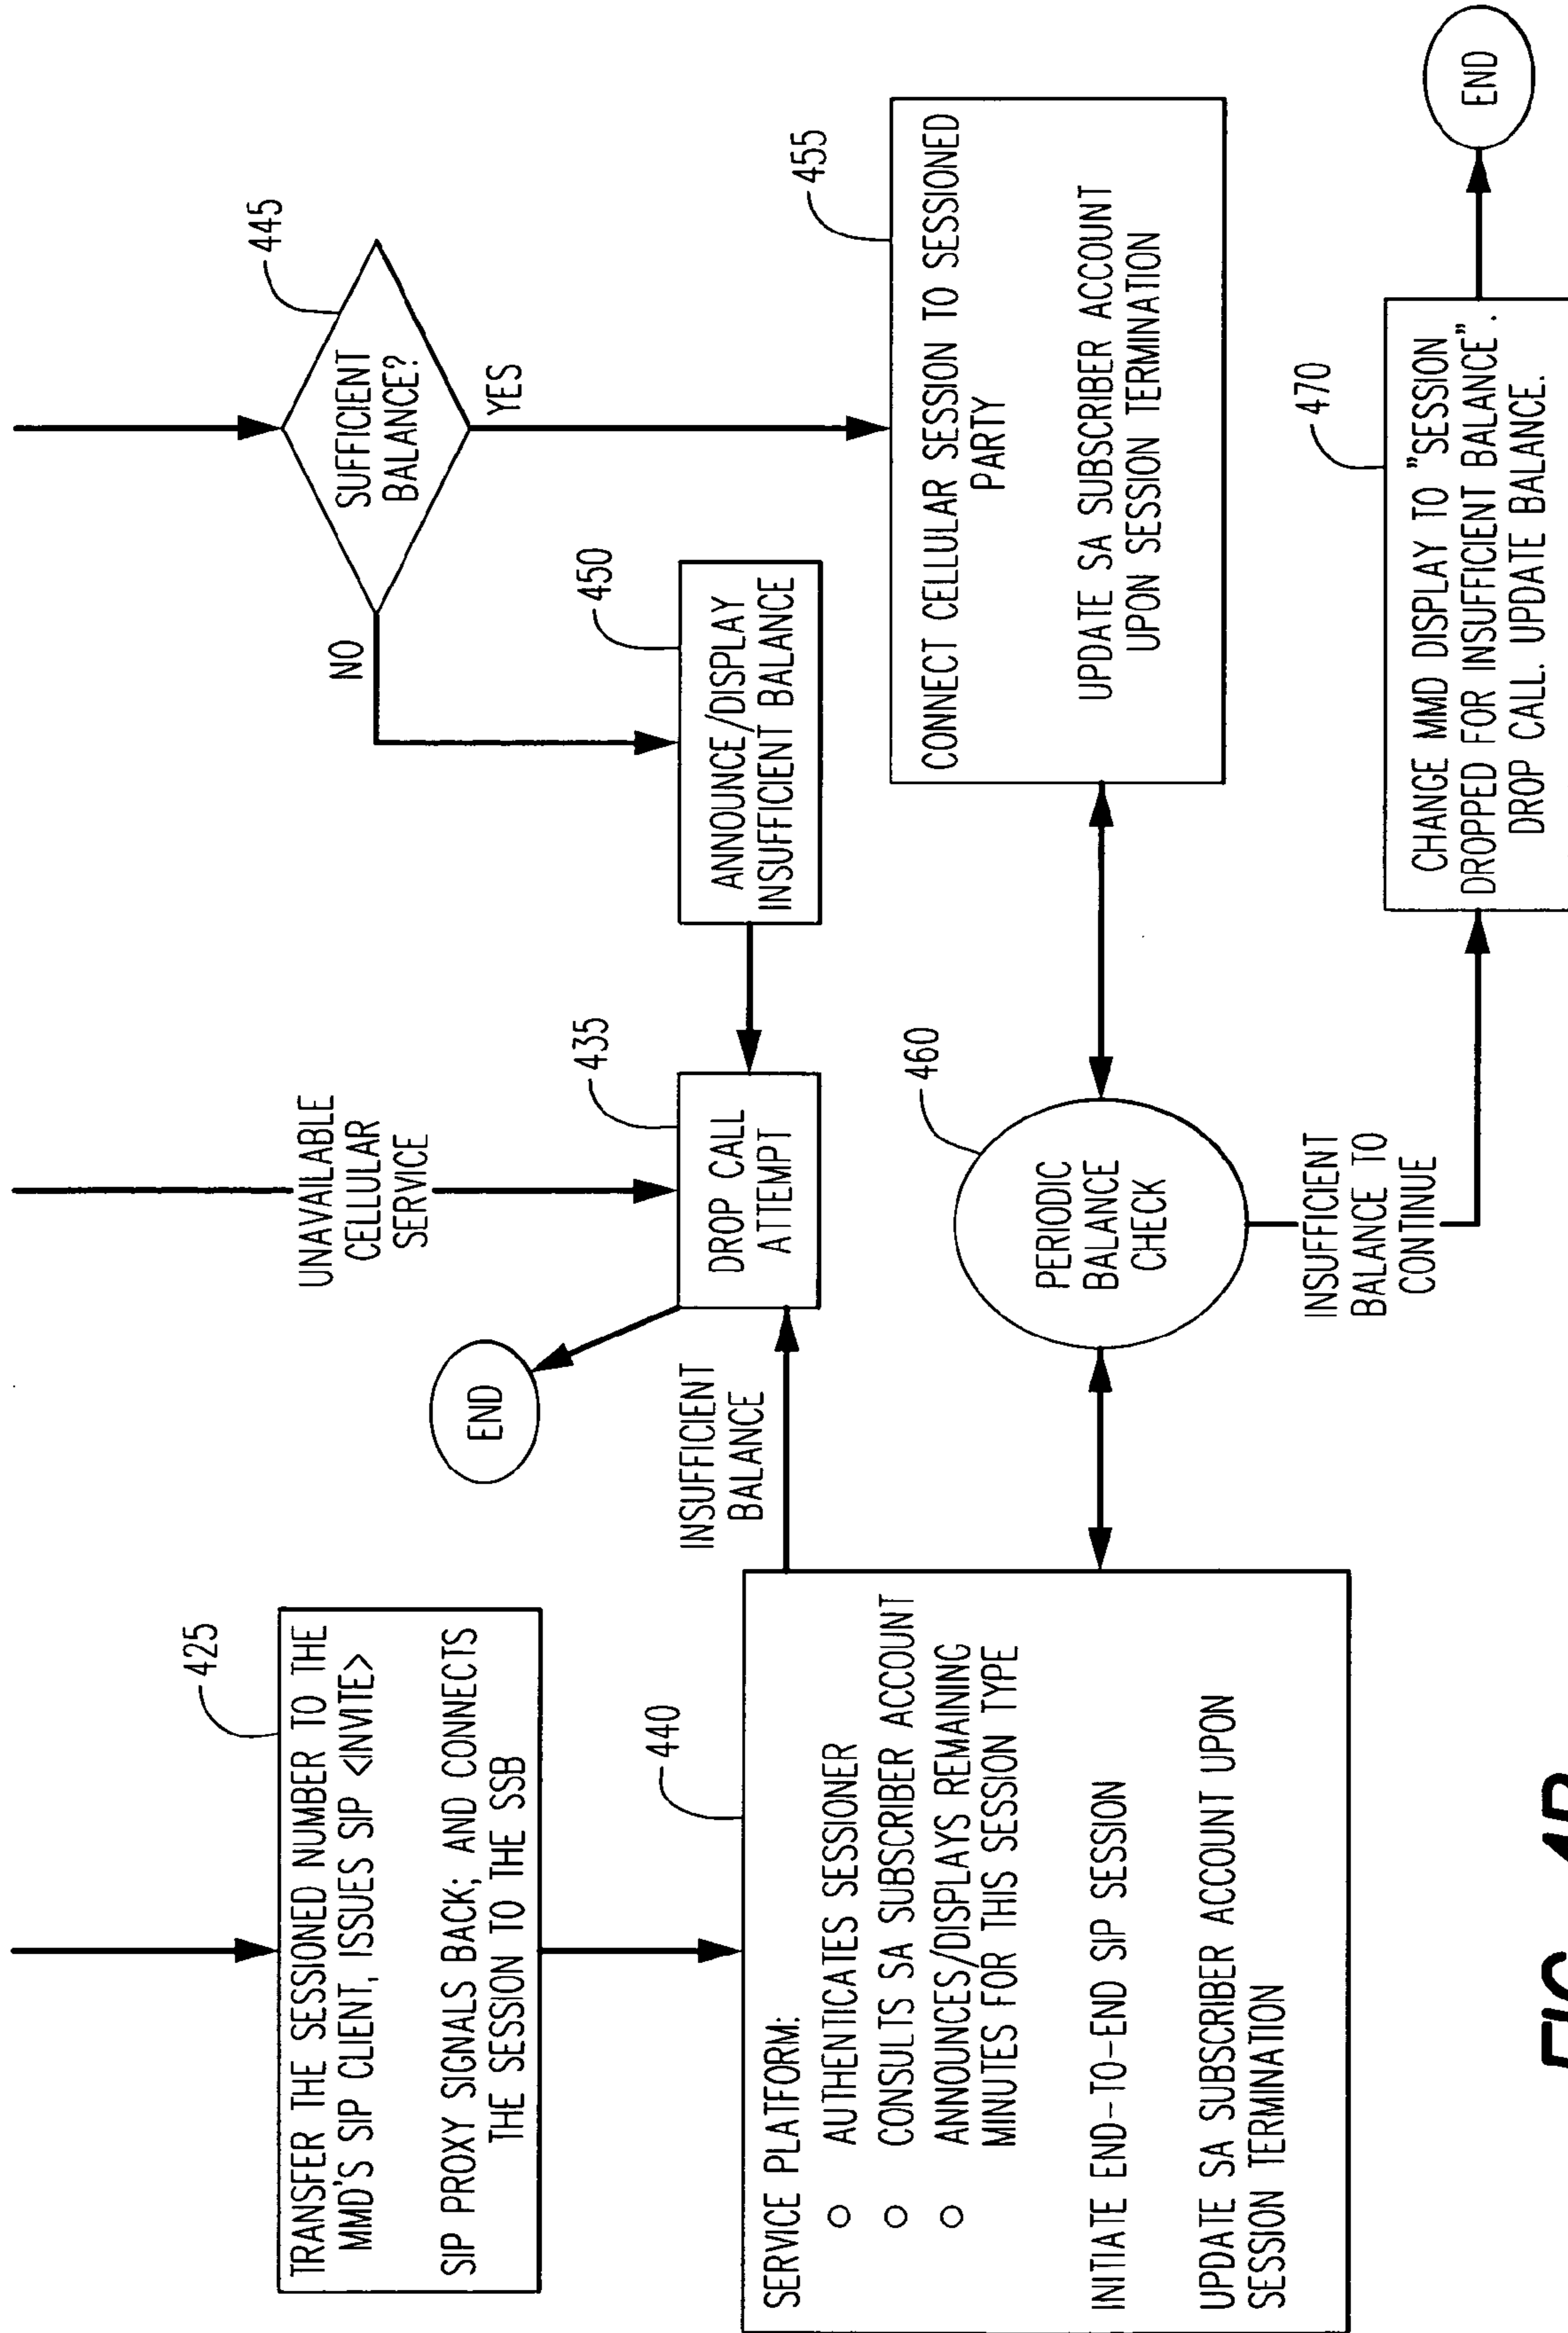 425
TRANSFER THE SESSIONED NUMBER TO THE
MMD'S SIP CLIENT, ISSUES SIP <INVITE>
SIP PROXY SIGNALS BACK; AND CONNECTS
THE SESSION TO THE SSB
UNAVAILABLE
CELLULAR
SERVICE
445
SUFFICIENT
BALANCE?
NO
YES
END
435
DROP CALL
ATTEMPT
450
ANNOUNCE/DISPLAY
INSUFFICIENT BALANCE
INSUFFICIENT
BALANCE
440
SERVICE PLATFORM:
○ AUTHENTICATES SESSIONER
○ CONSULTS SA SUBSCRIBER ACCOUNT
○ ANNOUNCES/DISPLAYS REMAINING
MINUTES FOR THIS SESSION TYPE
INITIATE END-TO-END SIP SESSION
UPDATE SA SUBSCRIBER ACCOUNT UPON
SESSION TERMINATION
460
PERIODIC
BALANCE
CHECK
455
CONNECT CELLULAR SESSION TO SESSIONED
PARTY
UPDATE SA SUBSCRIBER ACCOUNT
UPON SESSION TERMINATION
INSUFFICIENT
BALANCE TO
CONTINUE
470
CHANGE MMD DISPLAY TO "SESSION
DROPPED FOR INSUFFICIENT BALANCE".
DROP CALL. UPDATE BALANCE.
END
FIG